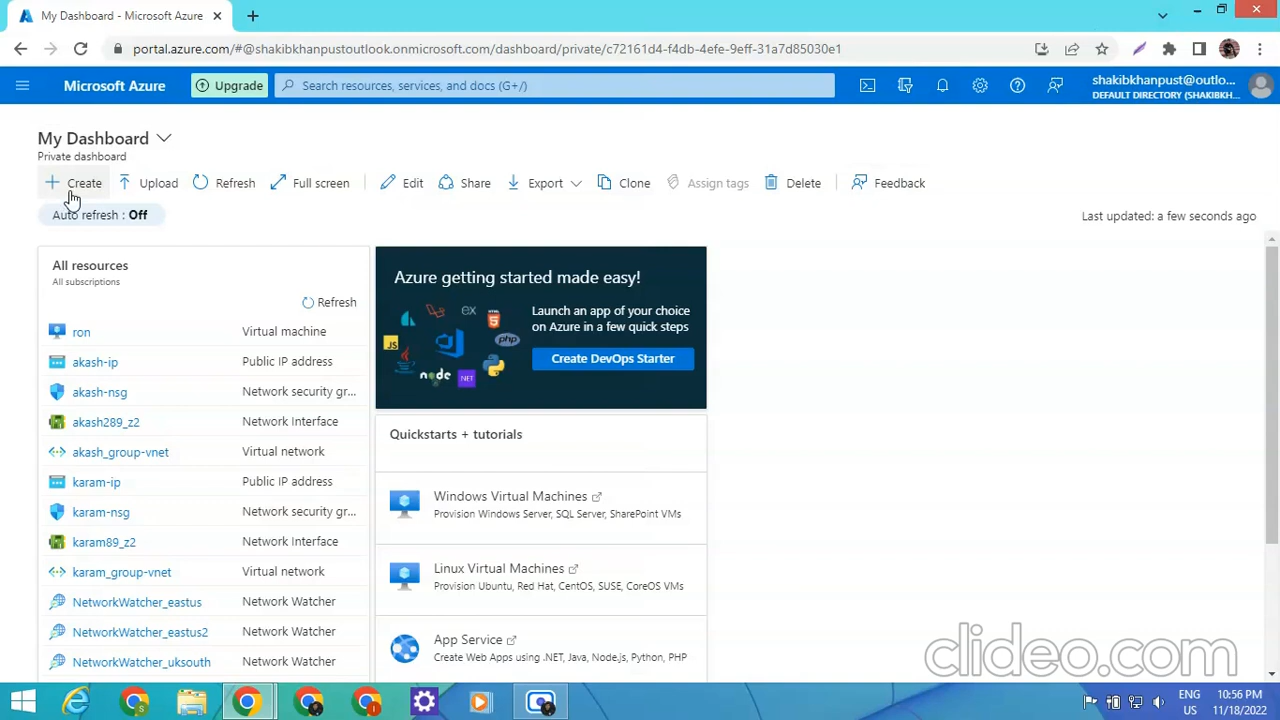 My Dashboard - Microsoft Azure
portal.azure.com/#@shakibkhanpustoutlook.onmicrosoft.com/dashboard/private/c72161d4-f4db-4efe-9eff-31a7d85030e1
Microsoft Azure Upgrade Search resources, services, and docs (G+/) shakibkhanpust@outlo...
DEFAULT DIRECTORY (SHAKIBKH...
My Dashboard
Private dashboard
Create Upload Refresh Full screen Edit Share Export Clone Assign tags Delete Feedback
Auto refresh : Off Last updated: a few seconds ago
All resources
All subscriptions
Refresh
ron Virtual machine
akash-ip Public IP address
akash-nsg Network security gr...
akash289_z2 Network Interface
akash_group-vnet Virtual network
karam-ip Public IP address
karam-nsg Network security gr...
karam89_z2 Network Interface
karam_group-vnet Virtual network
NetworkWatcher_eastus Network Watcher
NetworkWatcher_eastus2 Network Watcher
NetworkWatcher_uksouth Network Watcher
Azure getting started made easy!
Launch an app of your choice
on Azure in a few quick steps
Create DevOps Starter
EX
JS
php
node
.NET
Quickstarts + tutorials
Windows Virtual Machines
Provision Windows Server, SQL Server, SharePoint VMs
Linux Virtual Machines
Provision Ubuntu, Red Hat, CentOS, SUSE, CoreOS VMs
App Service
Create Web Apps using .NET, Java, Node.js, Python, PHP
clideo.com
ENG 10:56 PM
US 11/18/2022